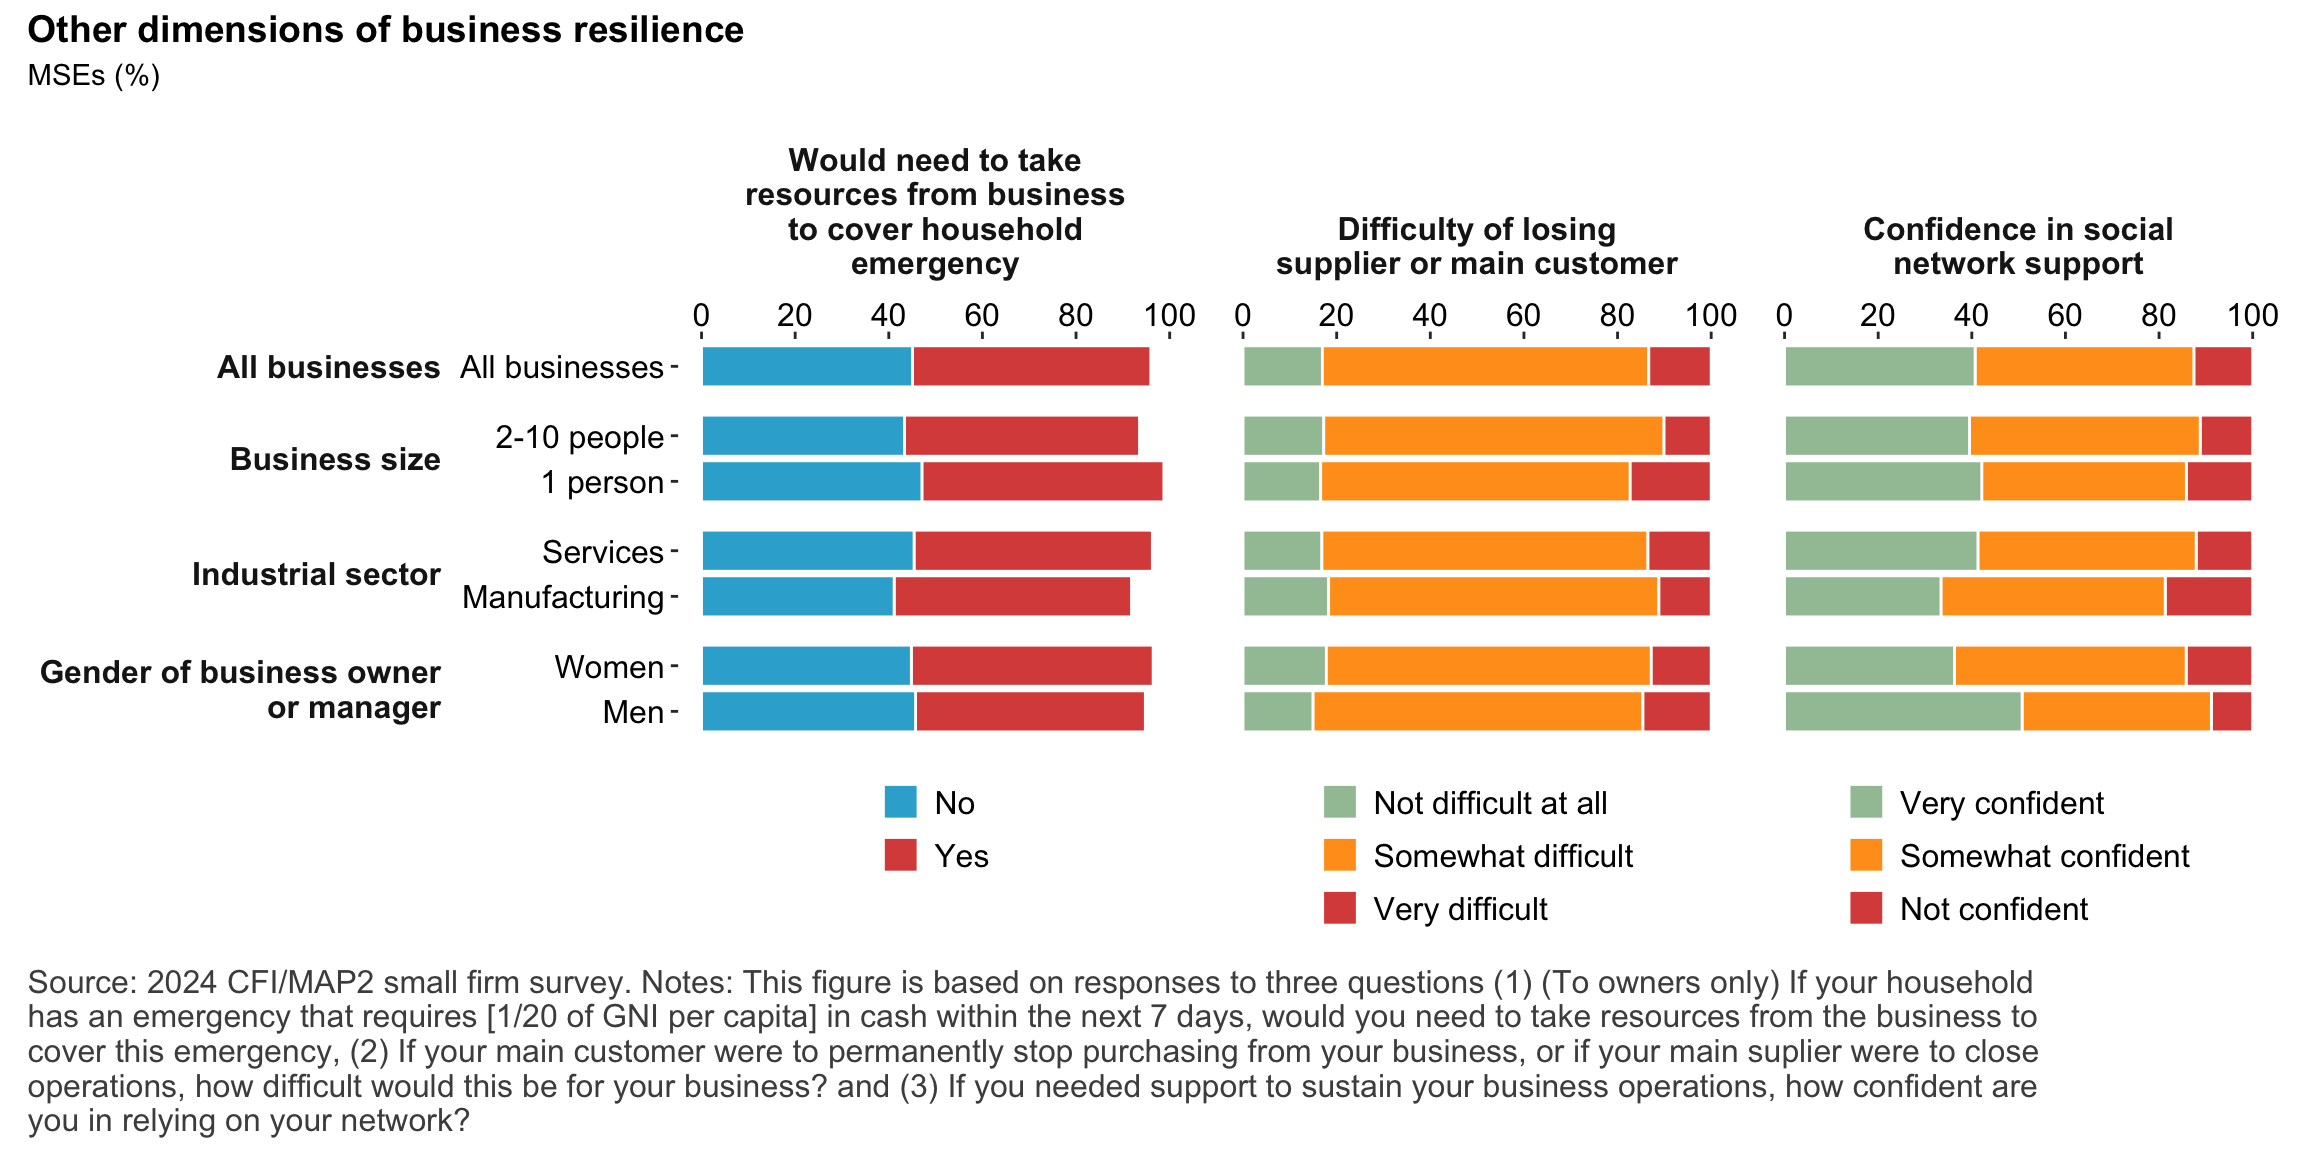 Other dimensions of business resilience
MSEs (%)
Would need to take
resources from business
to cover household
emergency
Difficulty of losing
supplier or main customer
Confidence in social
network support
0 20 40 60 80 100
0 20 40 60 80 100
0 20 40 60 80 100
All businesses
All businesses
Business size
2-10 people
1 person
Industrial sector
Services
Manufacturing
Gender of business owner
or manager
Women
Men
No
Yes
Not difficult at all
Somewhat difficult
Very difficult
Very confident
Somewhat confident
Not confident
Source: 2024 CFI/MAP2 small firm survey. Notes: This figure is based on responses to three questions (1) (To owners only) If your household
has an emergency that requires [1/20 of GNI per capita] in cash within the next 7 days, would you need to take resources from the business to
cover this emergency, (2) If your main customer were to permanently stop purchasing from your business, or if your main suplier were to close
operations, how difficult would this be for your business? and (3) If you needed support to sustain your business operations, how confident are
you in relying on your network?